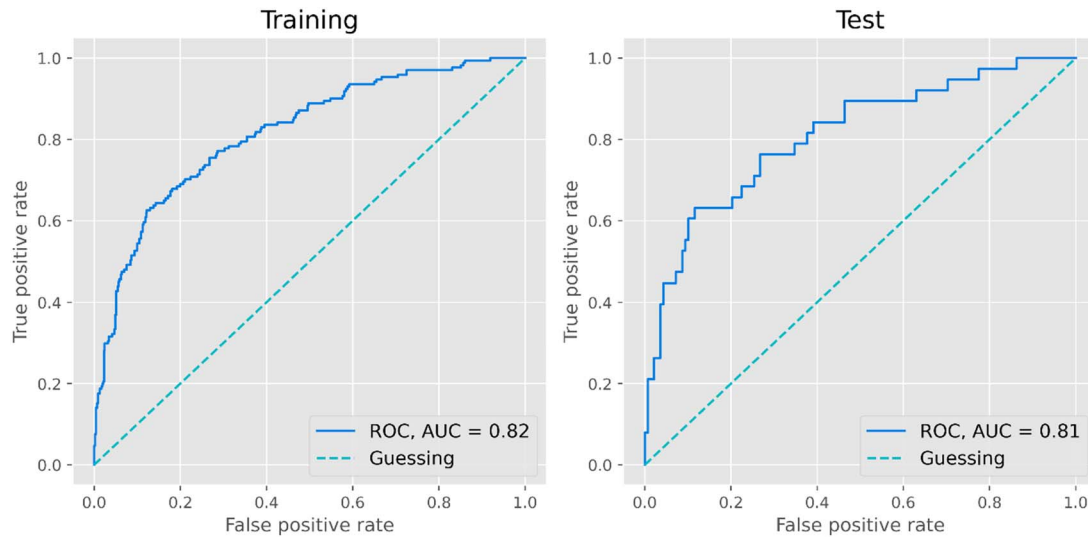 Training
1.0
0.8
0.6
0.4
0.2
0.0
True positive rate
ROC, AUC = 0.82
Guessing
0.0 0.2 0.4 0.6 0.8 1.0
False positive rate
Test
1.0
0.8
0.6
0.4
0.2
0.0
True positive rate
ROC, AUC = 0.81
Guessing
0.0 0.2 0.4 0.6 0.8 1.0
False positive rate